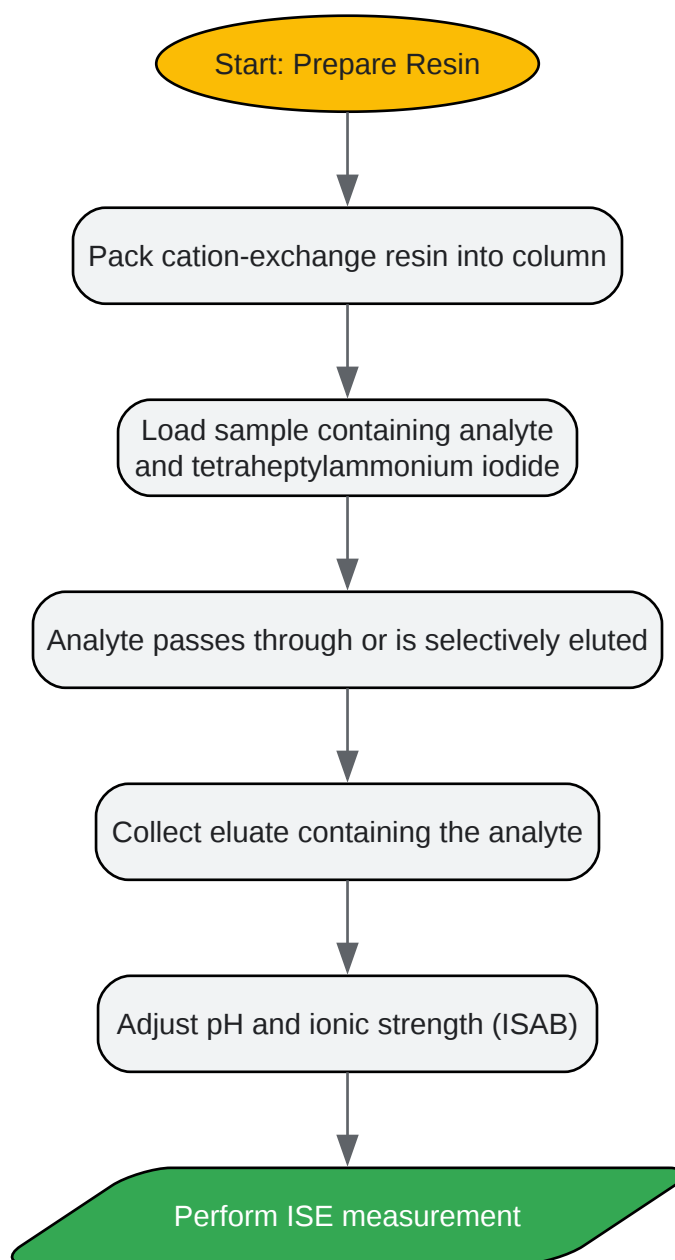 Start: Prepare Resin
Pack cation-exchange resin into column
Load sample containing analyte
and tetraheptylammonium iodide
Analyte passes through or is selectively eluted
Collect eluate containing the analyte
Adjust pH and ionic strength (ISAB)
Perform ISE measurement